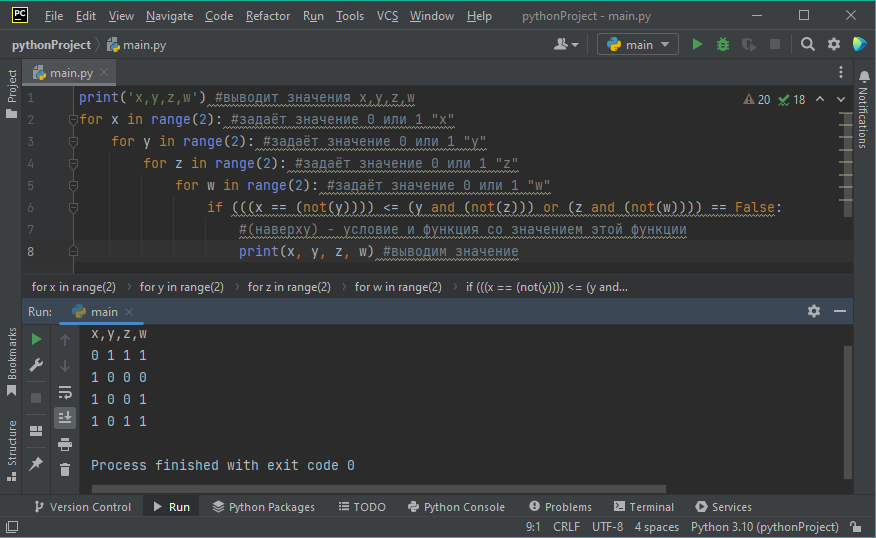 PC File Edit View Navigate Code Refactor Run Tools VCS Window Help pythonProject - main.py
pythonProject main.py main
Project main.py
1 print('x,y,z,w') #выводит значения x,y,z,w 20 18
2 for x in range(2): #задаёт значение 0 или 1 "x"
3 for y in range(2): #задаёт значение 0 или 1 "y"
4 for z in range(2): #задаёт значение 0 или 1 "z"
5 for w in range(2): #задаёт значение 0 или 1 "w"
6 if (((x == (not(y)))) <= (y and (not(z))) or (z and (not(w)))) == False:
7 #(наверху) - условие и функция со значением этой функции
8 print(x, y, z, w) #выводим значение
Notifications
for x in range(2) for y in range(2) for z in range(2) for w in range(2) if (((x == (not(y)))) <= (y and...
Run: main
x,y,z,w
0 1 1 1
1 0 0 0
1 0 0 1
1 0 1 1
Process finished with exit code 0
Bookmarks
Structure
Version Control Run Python Packages TODO Python Console Problems Terminal Services
9:1 CRLF UTF-8 4 spaces Python 3.10 (pythonProject)